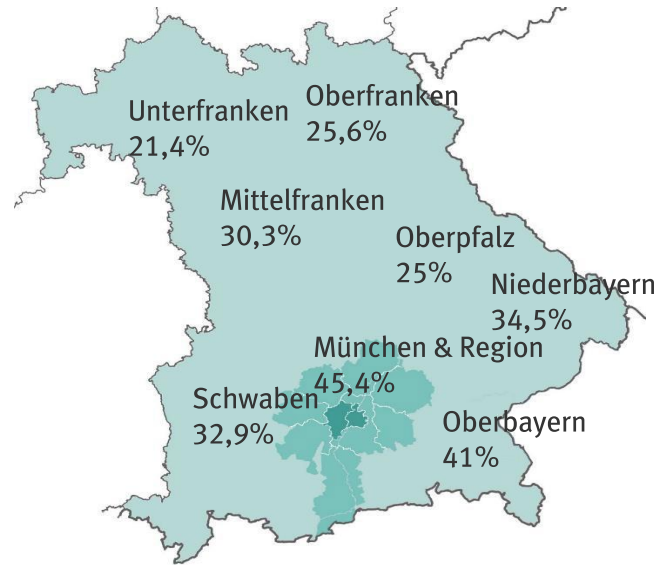 Unterfranken
21,4%
Oberfranken
25,6%
Mittelfranken
30,3%
Oberpfalz
25%
Niederbayern
34,5%
München & Region
45,4%
Schwaben
32,9%
Oberbayern
41%